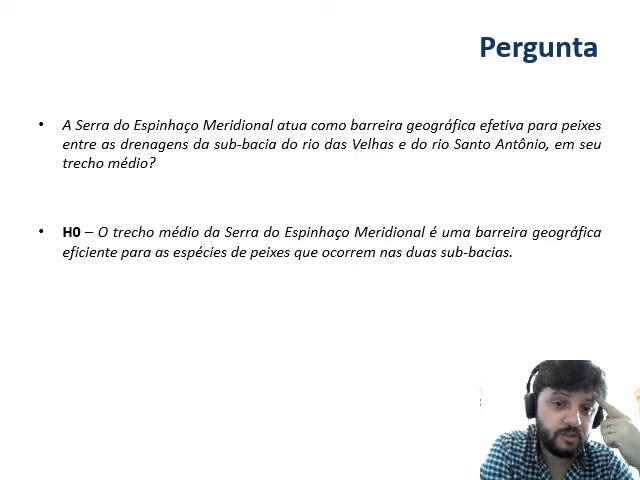 Pergunta
• A Serra do Espinhaço Meridional atua como barreira geográfica efetiva para peixes
entre as drenagens da sub-bacia do rio das Velhas e do rio Santo Antônio, em seu
trecho médio?
• H0 – O trecho médio da Serra do Espinhaço Meridional é uma barreira geográfica
eficiente para as espécies de peixes que ocorrem nas duas sub-bacias.